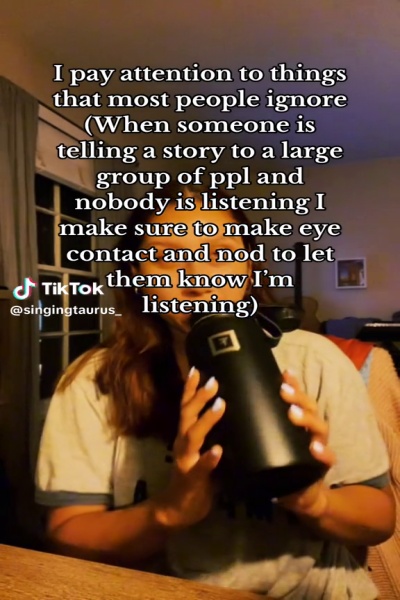 I pay attention to things
that most people ignore
(When someone is
telling a story to a large
group of ppl and
nobody is listening I
make sure to make eye
contact and nod to let
them know I'm
listening)
TikTok
@singingtaurus_